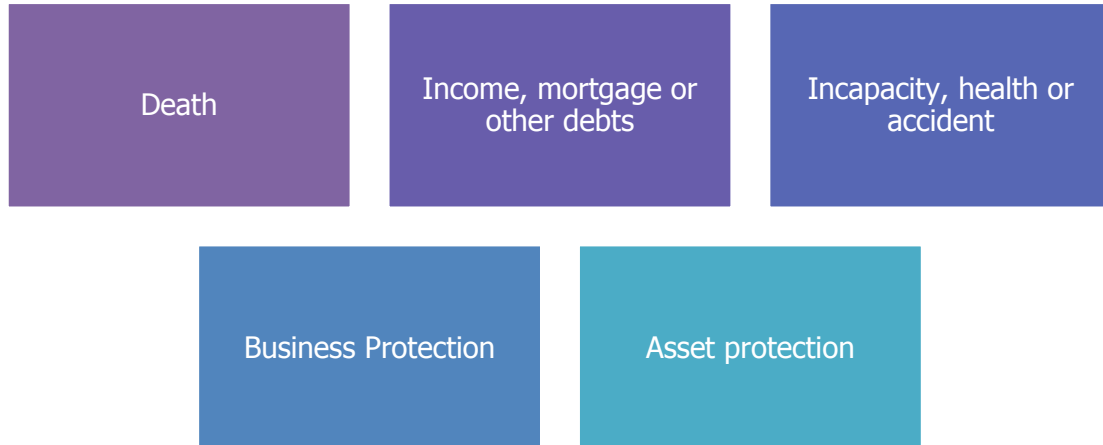 Death
Income, mortgage or
other debts
Incapacity, health or
accident
Business Protection
Asset protection